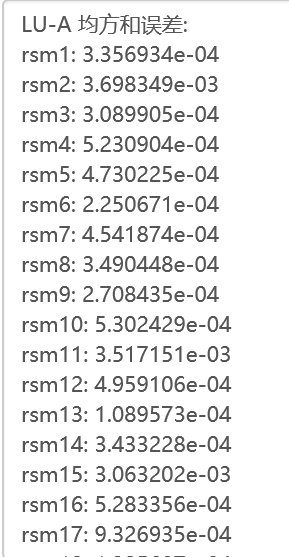 LU-A 均方和误差:
rsm1: 3.356934e-04
rsm2: 3.698349e-03
rsm3: 3.089905e-04
rsm4: 5.230904e-04
rsm5: 4.730225e-04
rsm6: 2.250671e-04
rsm7: 4.541874e-04
rsm8: 3.490448e-04
rsm9: 2.708435e-04
rsm10: 5.302429e-04
rsm11: 3.517151e-03
rsm12: 4.959106e-04
rsm13: 1.089573e-04
rsm14: 3.433228e-04
rsm15: 3.063202e-03
rsm16: 5.283356e-04
rsm17: 9.326935e-04